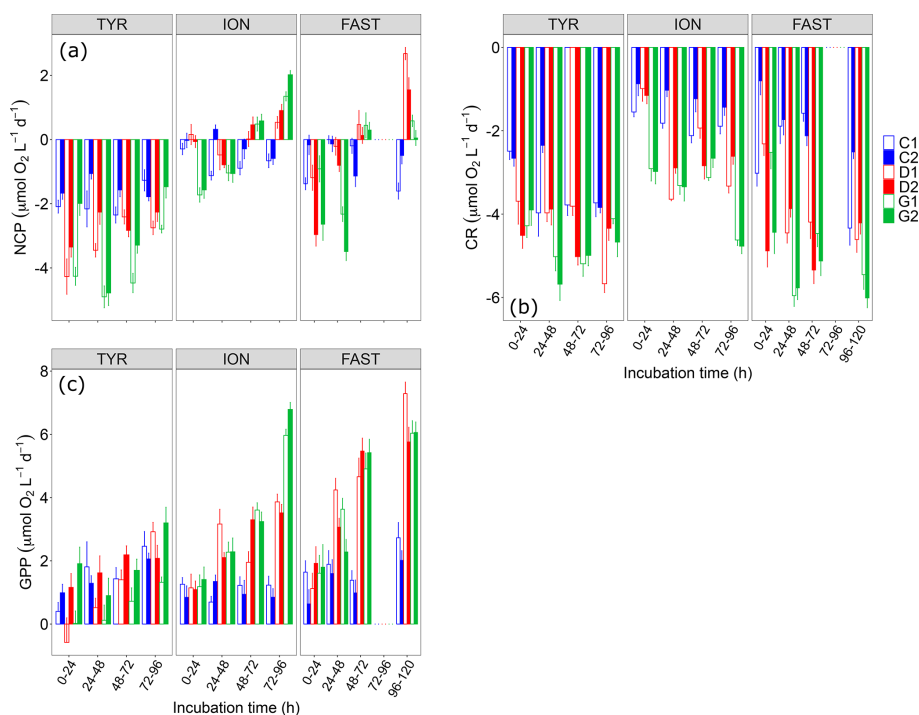 TYR ION FAST
(a)
NCP (μmol O₂ L⁻¹ d⁻¹)
2
0
-2
-4
TYR ION FAST
(b)
CR (μmol O₂ L⁻¹ d⁻¹)
0
-2
-4
-6
0-24 24-48 48-72 72-96 0-24 24-48 48-72 72-96 0-24 24-48 48-72 72-96 96-120
Incubation time (h)
C1
C2
D1
D2
G1
G2
TYR ION FAST
(c)
GPP (μmol O₂ L⁻¹ d⁻¹)
8
6
4
2
0
0-24 24-48 48-72 72-96 0-24 24-48 48-72 72-96 0-24 24-48 48-72 72-96 96-120
Incubation time (h)